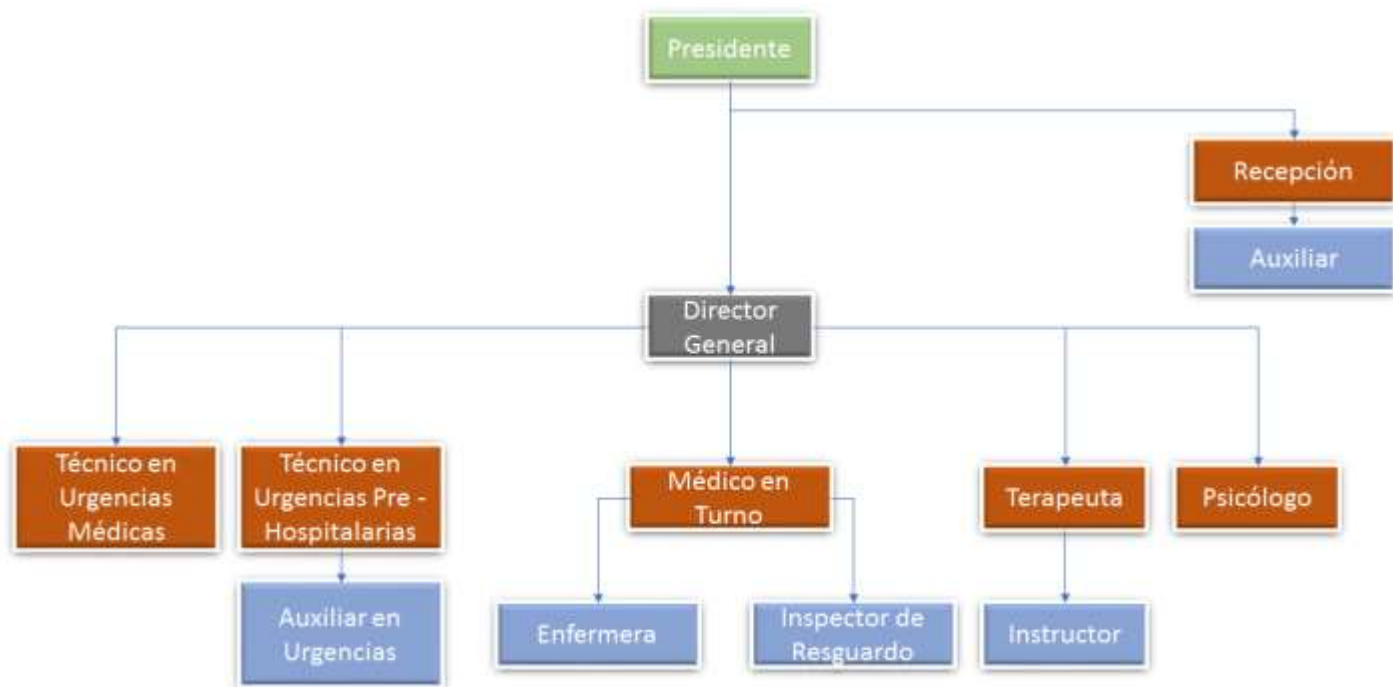 Presidente
Recepción
Auxiliar
Director
General
Técnico en
Urgencias
Médicas
Técnico en
Urgencias Pre -
Hospitalarias
Médico en
Turno
Terapeuta
Psicólogo
Auxiliar en
Urgencias
Enfermera
Inspector de
Resguardo
Instructor